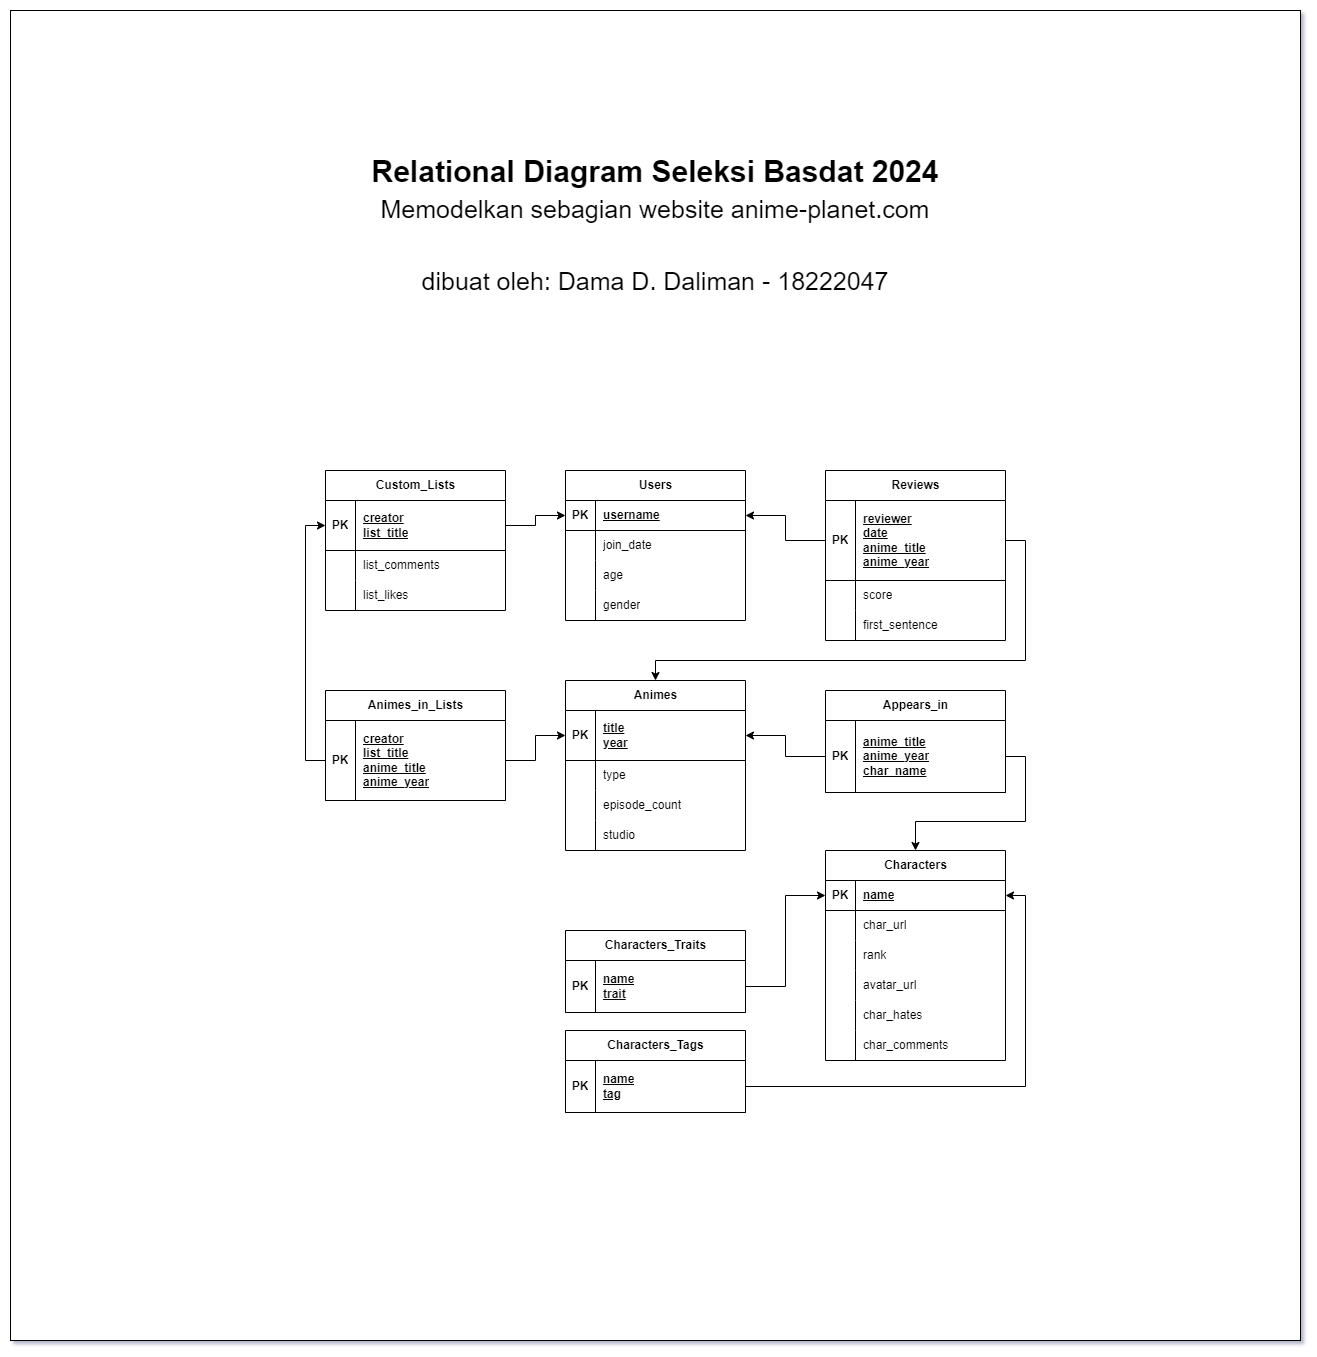 Relational Diagram Seleksi Basdat 2024
Memodelkan sebagian website anime-planet.com
dibuat oleh: Dama D. Daliman - 18222047
Custom_Lists
PK
creator
list_title
list_comments
list_likes
Users
PK
username
join_date
age
gender
Reviews
PK
reviewer
date
anime_title
anime_year
score
first_sentence
Animes_in_Lists
PK
creator
list_title
anime_title
anime_year
Animes
PK
title
year
type
episode_count
studio
Appears_in
PK
anime_title
anime_year
char_name
Characters
PK
name
char_url
rank
avatar_url
char_hates
char_comments
Characters_Traits
PK
name
trait
Characters_Tags
PK
name
tag